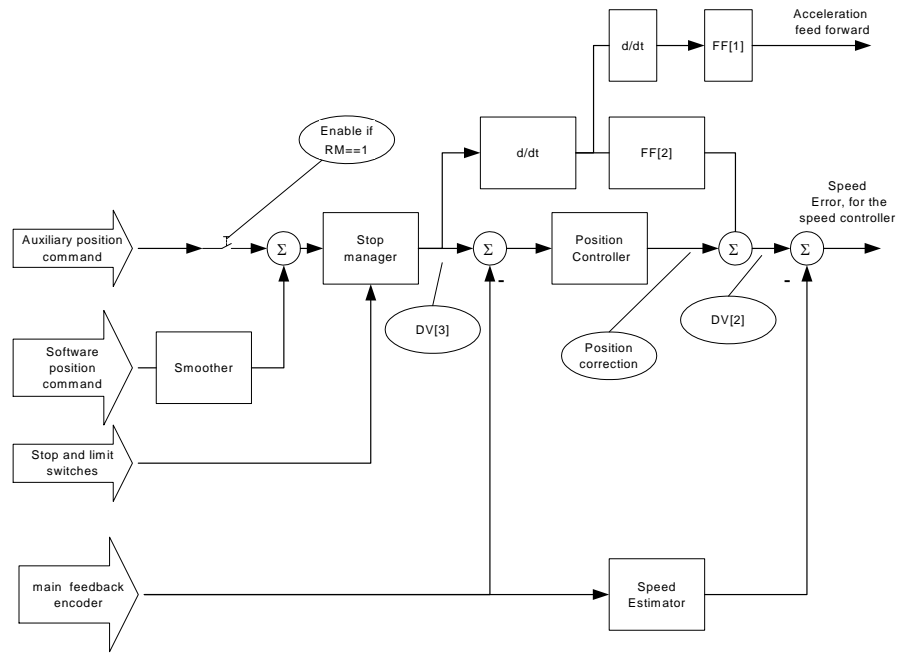 Acceleration
feed forward
d/dt
FF[1]
Enable if
RM==1
d/dt
FF[2]
Speed
Error, for the
speed controller
Auxiliary position
command
Σ
Stop
manager
Σ
-
Position
Controller
Σ
Σ
-
DV[3]
DV[2]
Position
correction
Software
position
command
Smoother
Stop and limit
switches
main feedback
encoder
Speed
Estimator